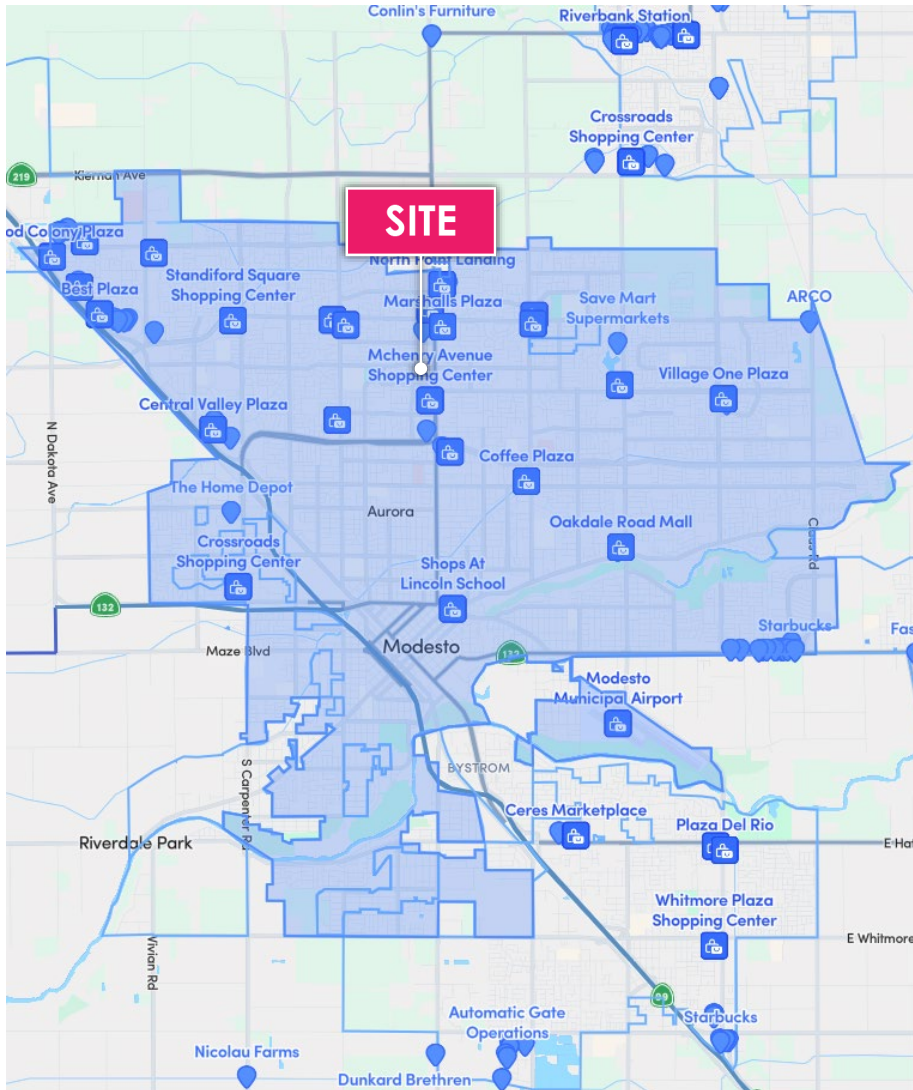 Conlin's Furniture
Riverbank Station
Crossroads
Shopping Center
219
Kiernan Ave
SITE
od Colony Plaza
North Point Landing
Best Plaza
Standiford Square
Shopping Center
Marshalls Plaza
Save Mart
Supermarkets
ARCO
Mchenry Avenue
Shopping Center
Village One Plaza
Central Valley Plaza
N Dakota Ave
Coffee Plaza
The Home Depot
Aurora
Oakdale Road Mall
Claus Rd
Crossroads
Shopping Center
Shops At
Lincoln School
132
Maze Blvd
Modesto
132
Starbucks
Fas
Modesto
Municipal Airport
BYSTROM
S Carpenter Rd
Ceres Marketplace
Plaza Del Rio
Riverdale Park
E Hat
Whitmore Plaza
Shopping Center
Vivian Rd
E Whitmore
99
Automatic Gate
Operations
Starbucks
Nicolau Farms
Dunkard Brethren